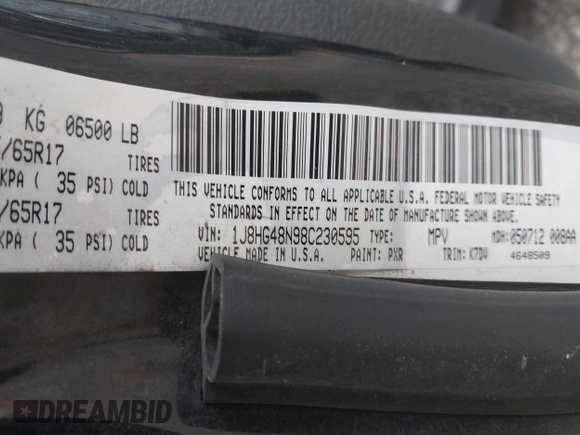 KG 06500 LB
/65R17 TIRES
KPA ( 35 PSI) COLD
/65R17 TIRES
KPA ( 35 PSI) COLD
THIS VEHICLE CONFORMS TO ALL APPLICABLE U.S.A. FEDERAL MOTOR VEHICLE SAFETY
STANDARDS IN EFFECT ON THE DATE OF MANUFACTURE SHOWN ABOVE.
VIN: 1J8HG48N98C230595 TYPE: MPV MDH: 050712 008AA
VEHICLE MADE IN U.S.A. PAINT: PXR TRIM: K7DV 4648509
DREAMBID